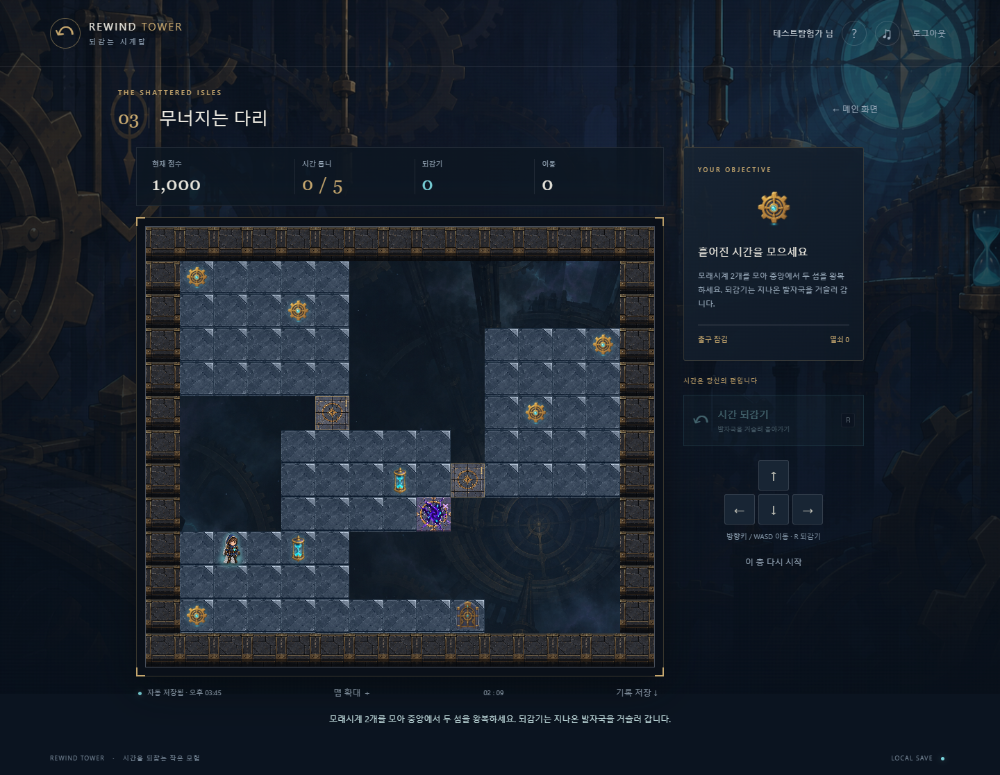 REWIND TOWER
되감는 시계탑
테스트탐험가 님
?
♫
로그아웃
THE SHATTERED ISLES
03
무너지는 다리
← 메인 화면
현재 점수
시간 톱니
되감기
이동
1,000
0 / 5
0
0
YOUR OBJECTIVE
흩어진 시간을 모으세요
모래시계 2개를 모아 중앙에서 두 섬을 왕복
하세요. 되감기는 지나온 발자국을 거슬러 갑
니다.
출구 잠김
열쇠 0
시간은 당신의 편입니다
시간 되감기
발자국을 거슬러 돌아가기
R
↑
← ↓ →
방향키 / WASD 이동 · R 되감기
이 층 다시 시작
자동 저장됨 · 오후 03:45
맵 확대 +
02 : 09
기록 저장 ↓
모래시계 2개를 모아 중앙에서 두 섬을 왕복하세요. 되감기는 지나온 발자국을 거슬러 갑니다.
REWIND TOWER · 시간을 되찾는 작은 모험
LOCAL SAVE